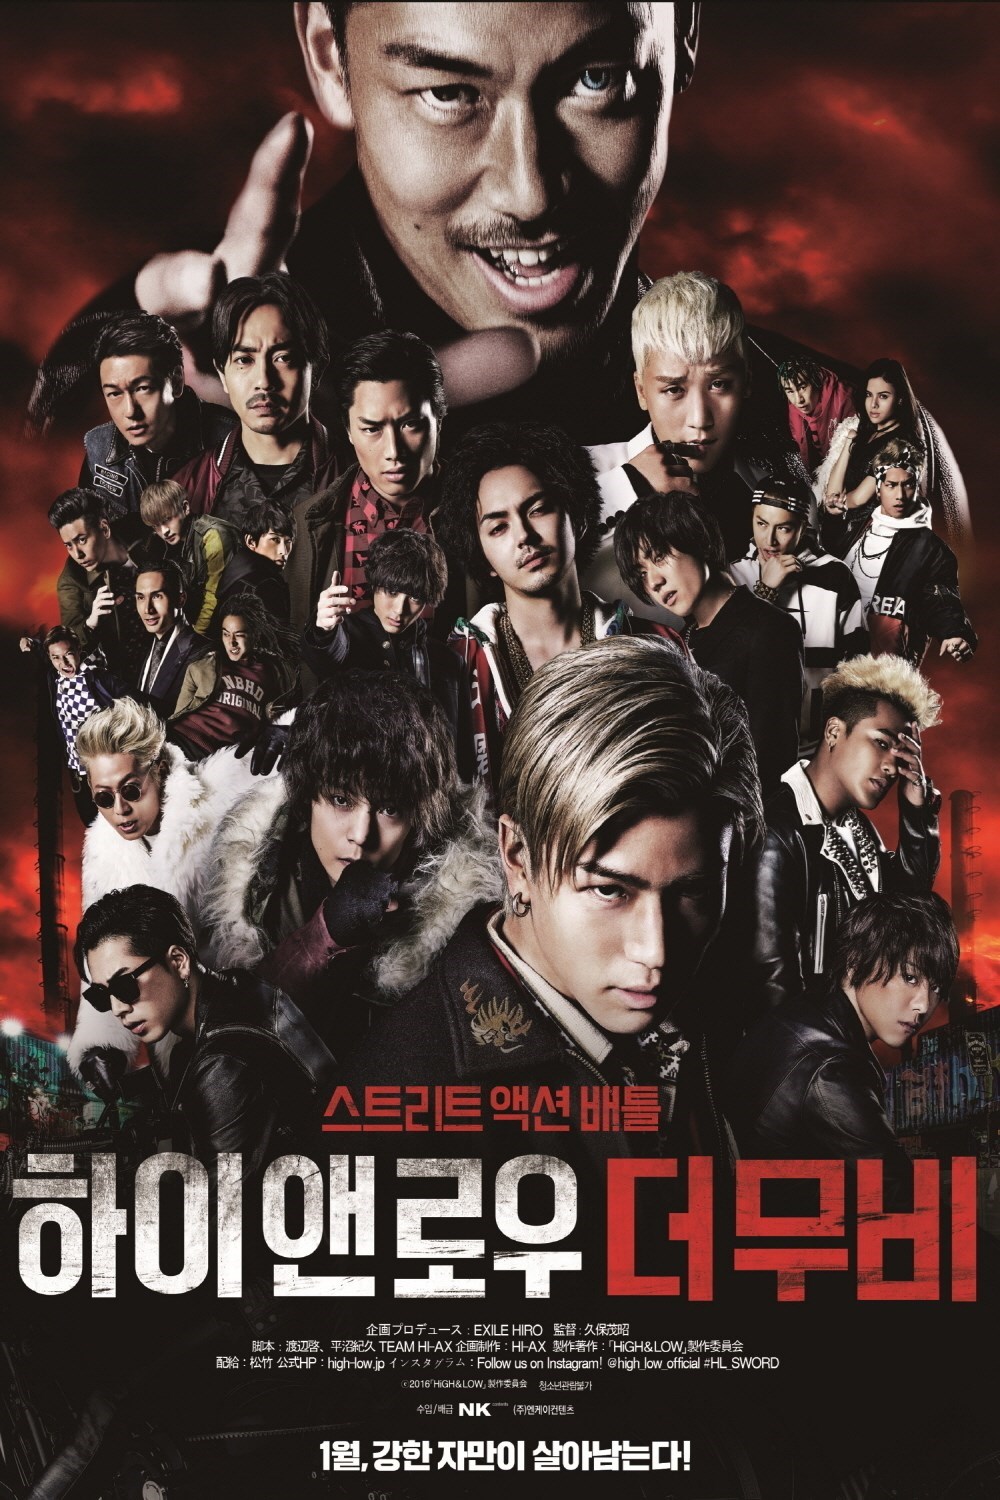 NBHD
ORIGINAL
REA
스트리트 액션 배틀
하이앤로우 더무비
企画プロデュース : EXILE HIRO 監督 : 久保茂昭
脚本 : 渡辺啓、平沼紀久 TEAM HI-AX 企画制作 : HI-AX 製作著作 : 「HiGH&LOW」製作委員会
配給 : 松竹 公式HP : high-low.jp インスタグラム : Follow us on Instagram! @high_low_official #HL_SWORD
©2016「HiGH&LOW」製作委員会 청소년관람불가
수입/배급 NK contents (주)엔케이컨텐츠
1월, 강한 자만이 살아남는다!